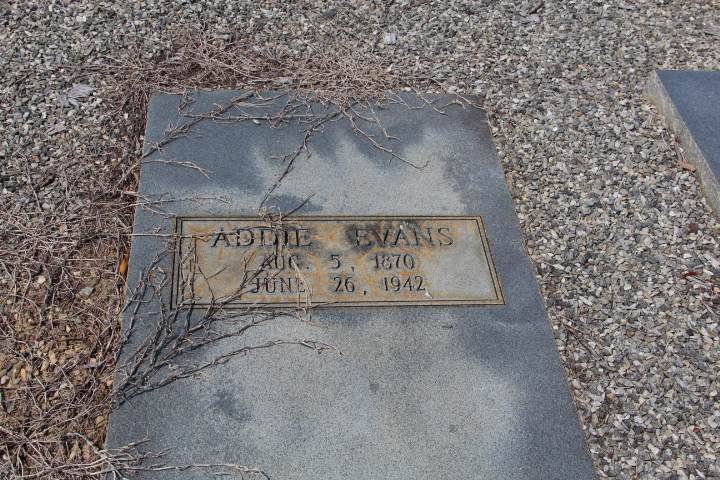 ADDIE EVANS
AUG. 5, 1870
JUNE 26, 1942